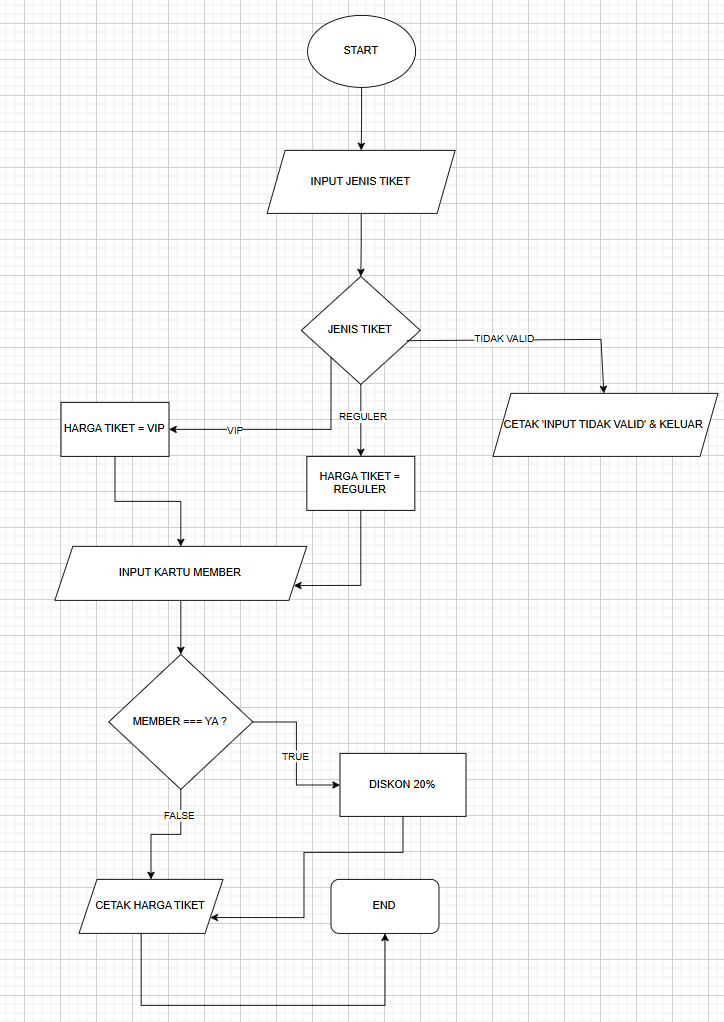 START
INPUT JENIS TIKET
JENIS TIKET
TIDAK VALID
REGULER
VIP
HARGA TIKET = VIP
CETAK 'INPUT TIDAK VALID' & KELUAR
HARGA TIKET =
REGULER
INPUT KARTU MEMBER
MEMBER === YA ?
TRUE
DISKON 20%
FALSE
CETAK HARGA TIKET
END